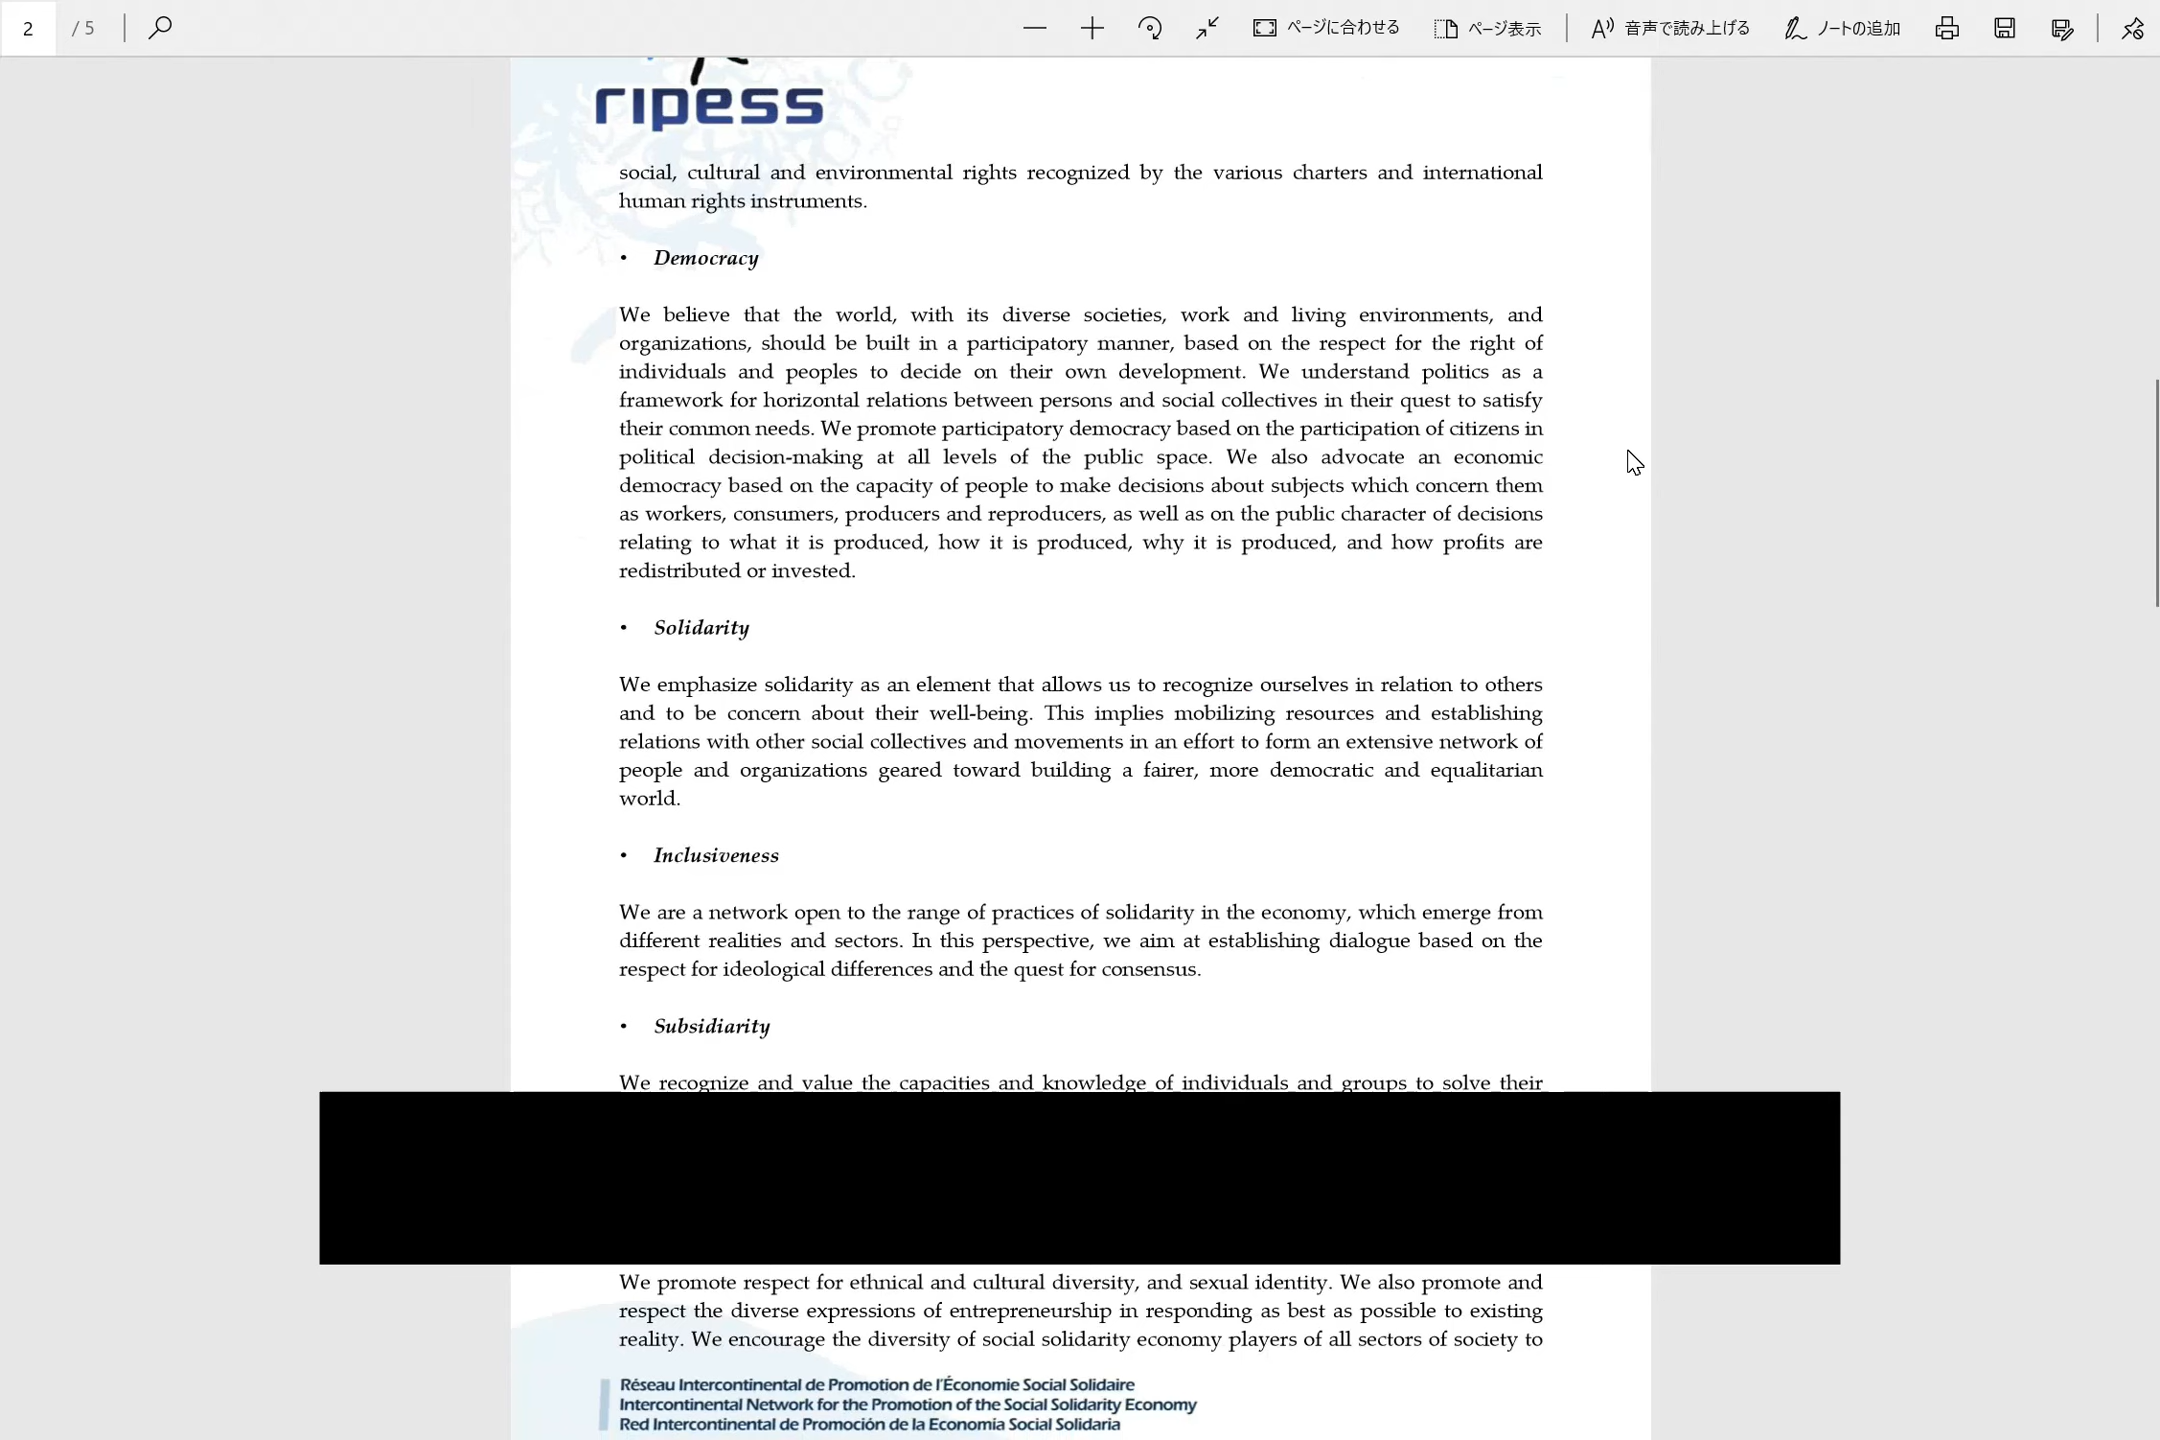 2 / 5 ページに合わせる ページ表示 音声で読み上げる ノートの追加
ripess
social, cultural and environmental rights recognized by the various charters and international
human rights instruments.
• Democracy
We believe that the world, with its diverse societies, work and living environments, and
organizations, should be built in a participatory manner, based on the respect for the right of
individuals and peoples to decide on their own development. We understand politics as a
framework for horizontal relations between persons and social collectives in their quest to satisfy
their common needs. We promote participatory democracy based on the participation of citizens in
political decision-making at all levels of the public space. We also advocate an economic
democracy based on the capacity of people to make decisions about subjects which concern them
as workers, consumers, producers and reproducers, as well as on the public character of decisions
relating to what it is produced, how it is produced, why it is produced, and how profits are
redistributed or invested.
• Solidarity
We emphasize solidarity as an element that allows us to recognize ourselves in relation to others
and to be concern about their well-being. This implies mobilizing resources and establishing
relations with other social collectives and movements in an effort to form an extensive network of
people and organizations geared toward building a fairer, more democratic and equalitarian
world.
• Inclusiveness
We are a network open to the range of practices of solidarity in the economy, which emerge from
different realities and sectors. In this perspective, we aim at establishing dialogue based on the
respect for ideological differences and the quest for consensus.
• Subsidiarity
We recognize and value the capacities and knowledge of individuals and groups to solve their
We promote respect for ethnical and cultural diversity, and sexual identity. We also promote and
respect the diverse expressions of entrepreneurship in responding as best as possible to existing
reality. We encourage the diversity of social solidarity economy players of all sectors of society to
Réseau Intercontinental de Promotion de l'Économie Social Solidaire
Intercontinental Network for the Promotion of the Social Solidarity Economy
Red Intercontinental de Promoción de la Economía Social Solidaria